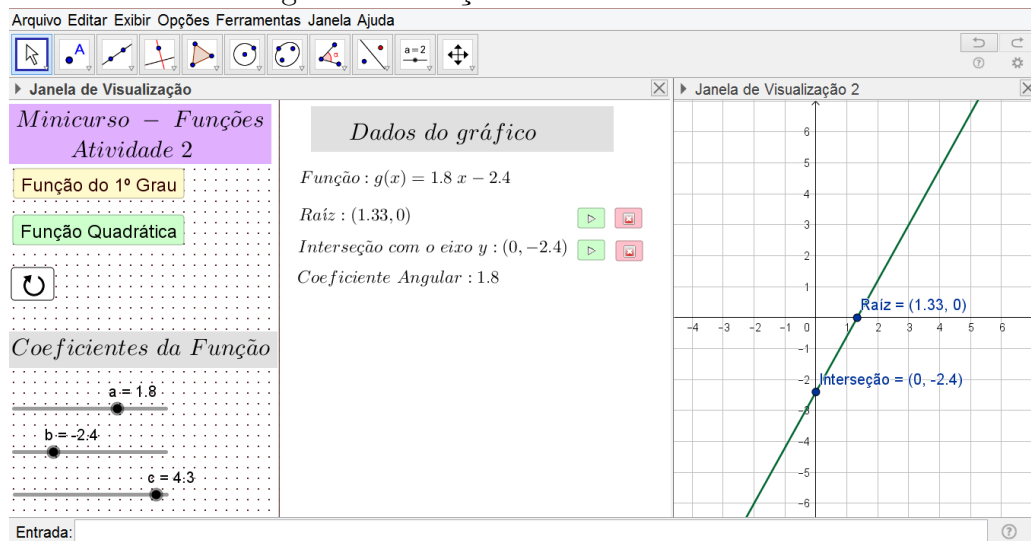 Arquivo Editar Exibir Opções Ferramentas Janela Ajuda
A
a=2
Janela de Visualização
Minicurso − Funções
Atividade 2
Função do 1º Grau
Função Quadrática
Coeficientes da Função
a = 1.8
b = -2.4
c = 4.3
Dados do gráfico
Função : g(x) = 1.8 x − 2.4
Raíz : (1.33, 0)
Interseção com o eixo y : (0, −2.4)
Coeficiente Angular : 1.8
Janela de Visualização 2
6
5
4
3
2
1
Raíz = (1.33, 0)
−4 −3 −2 −1 0 1 2 3 4 5 6
−1
−2
Interseção = (0, -2.4)
−3
−4
−5
−6
Entrada: